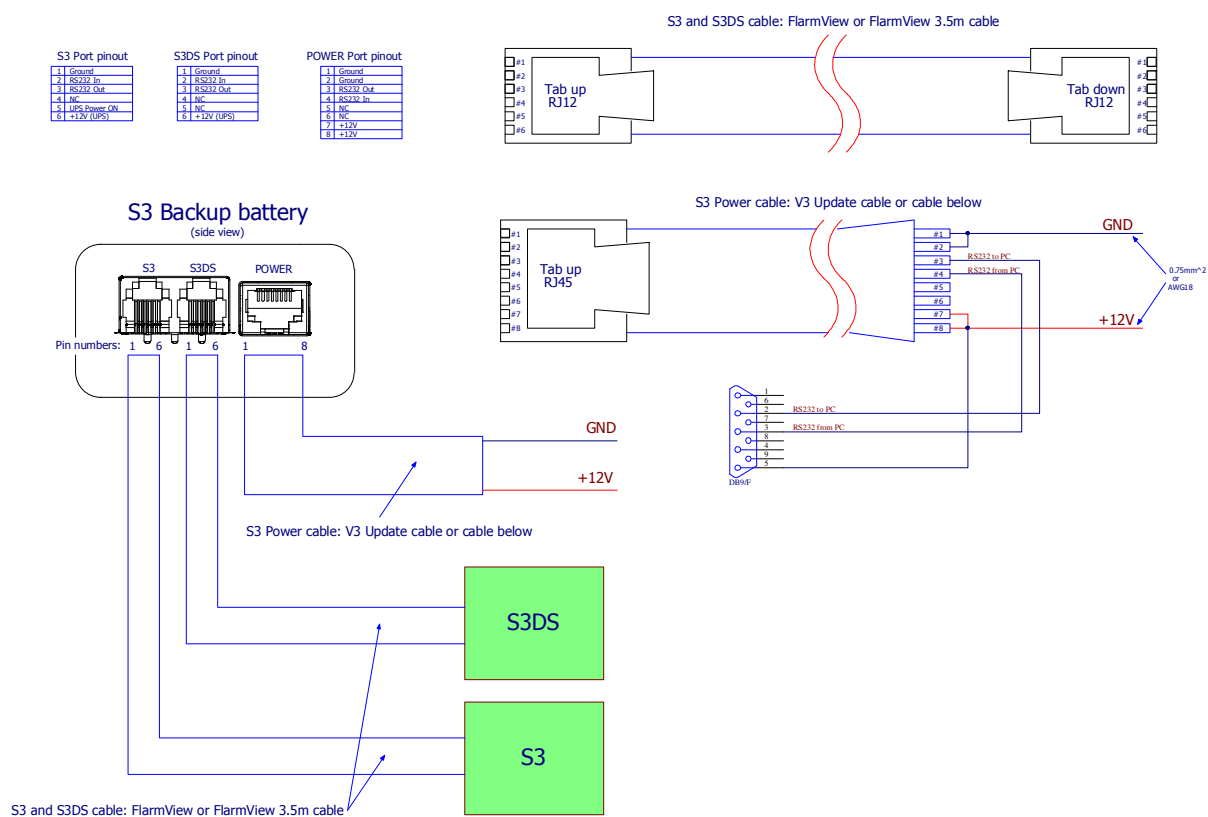 S3 and S3DS cable: FlarmView or FlarmView 3.5m cable
S3 Port pinout
1 Ground
2 RS232 In
3 RS232 Out
4 NC
5 UPS Power ON
6 +12V (UPS)
S3DS Port pinout
1 Ground
2 RS232 In
3 RS232 Out
4 NC
5 NC
6 +12V (UPS)
POWER Port pinout
1 Ground
2 Ground
3 RS232 Out
4 RS232 In
5 NC
6 NC
7 +12V
8 +12V
#1
#2
#3
#4
#5
#6
Tab up
RJ12
Tab down
RJ12
#1
#2
#3
#4
#5
#6
S3 Backup battery
(side view)
S3 S3DS POWER
Pin numbers: 1 6 1 6 1 8
S3 Power cable: V3 Update cable or cable below
#1
#2
#3
#4
#5
#6
#7
#8
Tab up
RJ45
#1
#2
#3
#4
#5
#6
#7
#8
GND
RS232 to PC
RS232 from PC
+12V
0.75mm^2
or
AWG18
1
6
2
7
3
8
4
9
5
RS232 to PC
RS232 from PC
DB9/F
GND
+12V
S3 Power cable: V3 Update cable or cable below
S3DS
S3
S3 and S3DS cable: FlarmView or FlarmView 3.5m cable